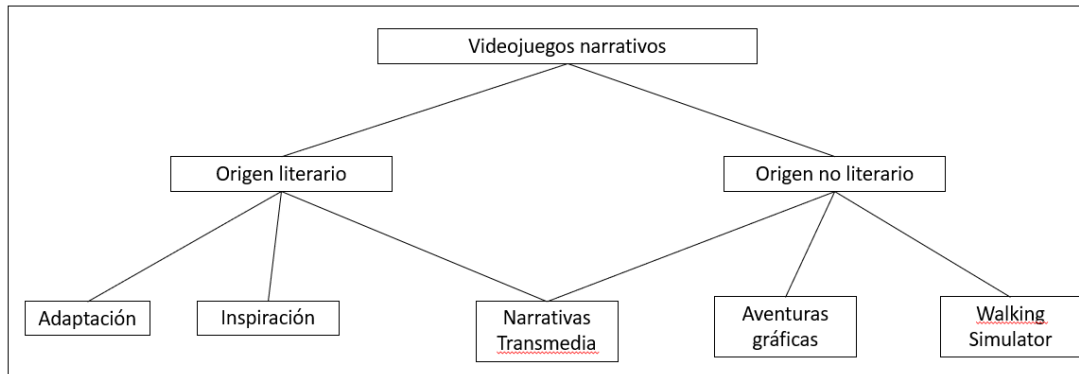 Videojuegos narrativos
Origen literario
Origen no literario
Adaptación
Inspiración
Narrativas
Transmedia
Aventuras
gráficas
Walking
Simulator